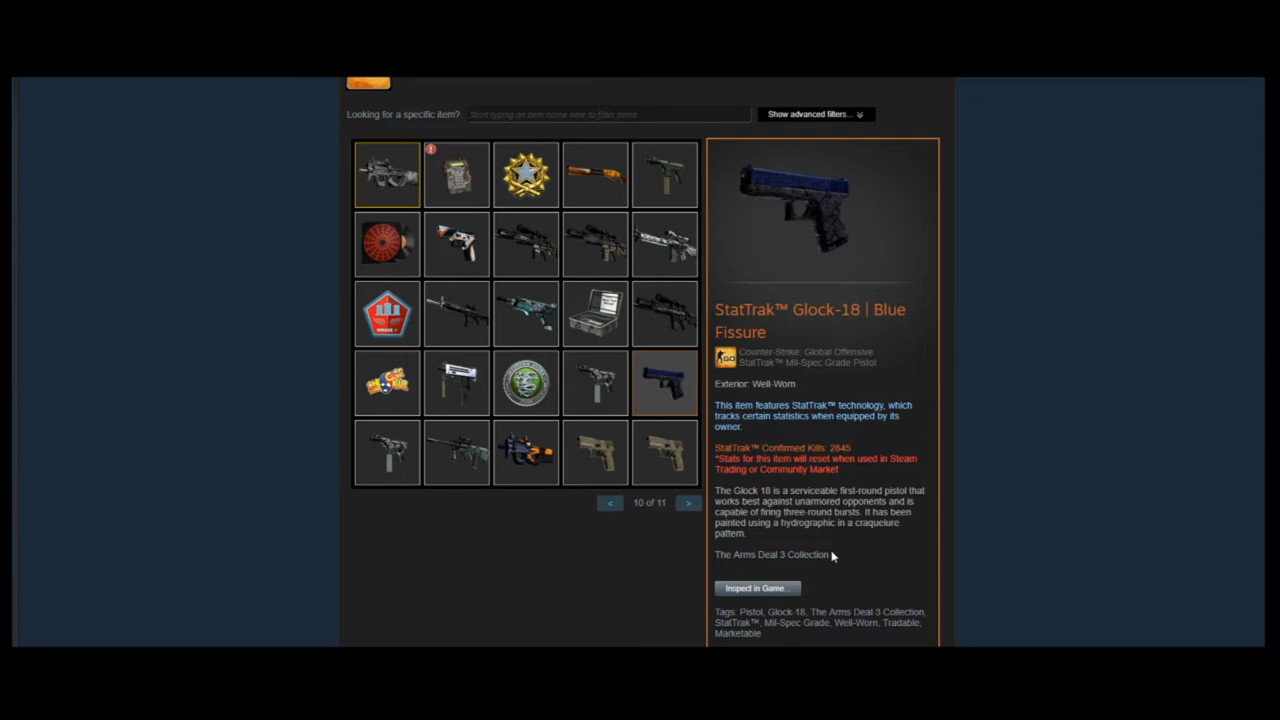 Looking for a specific item?
Start typing an item name here to filter items
Show advanced filters...
StatTrak™ Glock-18 | Blue
Fissure
Counter-Strike: Global Offensive
StatTrak™ Mil-Spec Grade Pistol
Exterior: Well-Worn
This item features StatTrak™ technology, which
tracks certain statistics when equipped by its
owner.
StatTrak™ Confirmed Kills: 2845
*Stats for this item will reset when used in Steam
Trading or Community Market
The Glock 18 is a serviceable first-round pistol that
works best against unarmored opponents and is
capable of firing three-round bursts. It has been
painted using a hydrographic in a craquelure
pattern.
The Arms Deal 3 Collection
Inspect in Game...
Tags: Pistol, Glock-18, The Arms Deal 3 Collection,
StatTrak™, Mil-Spec Grade, Well-Worn, Tradable,
Marketable
< 10 of 11 >